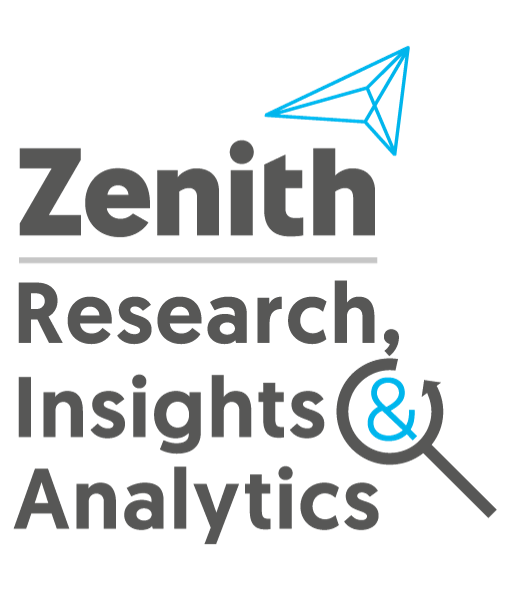 Zenith
Research,
Insights &
Analytics